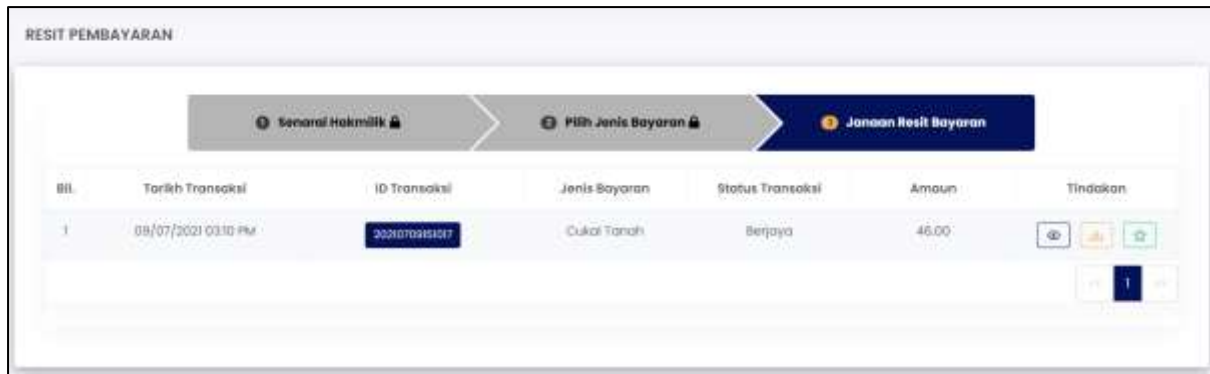 RESIT PEMBAYARAN
1 Senarai Hakmilik
2 Pilih Jenis Bayaran
3 Janaan Resit Bayaran
Bil. Tarikh Transaksi ID Transaksi Jenis Bayaran Status Transaksi Amaun Tindakan
1 09/07/2021 03:10 PM 20210709151017 Cukai Tanah Berjaya 46.00
1